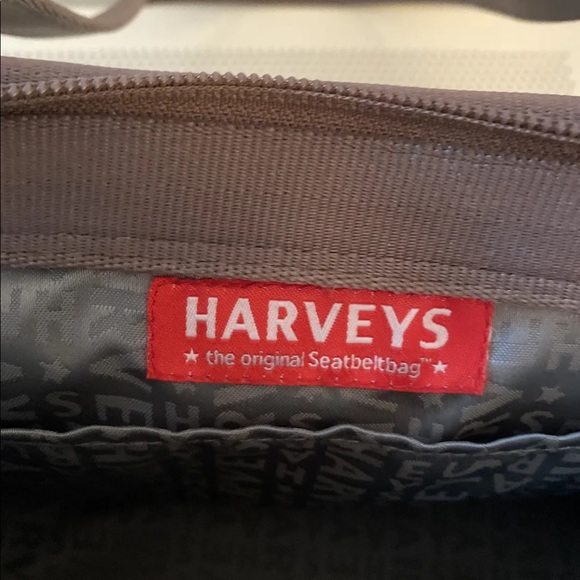 HARVEYS
★ the original Seatbeltbag™ ★